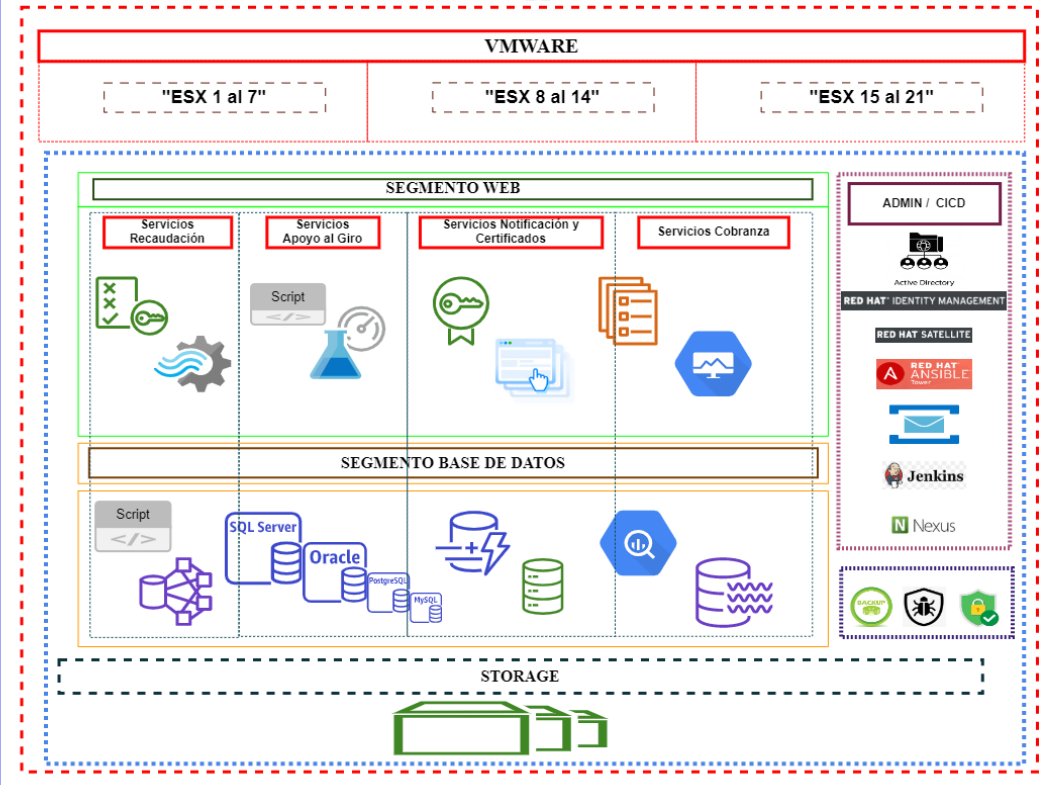 VMWARE
"ESX 1 al 7"
"ESX 8 al 14"
"ESX 15 al 21"
SEGMENTO WEB
Servicios
Recaudación
Servicios
Apoyo al Giro
Servicios Notificación y
Certificados
Servicios Cobranza
Script
</>
SEGMENTO BASE DE DATOS
Script
</>
SQL Server
Oracle
PostgreSQL
MySQL
ADMIN / CICD
Active Directory
RED HAT IDENTITY MANAGEMENT
RED HAT SATELLITE
RED HAT
ANSIBLE
Tower
Jenkins
N Nexus
BACKUP
STORAGE